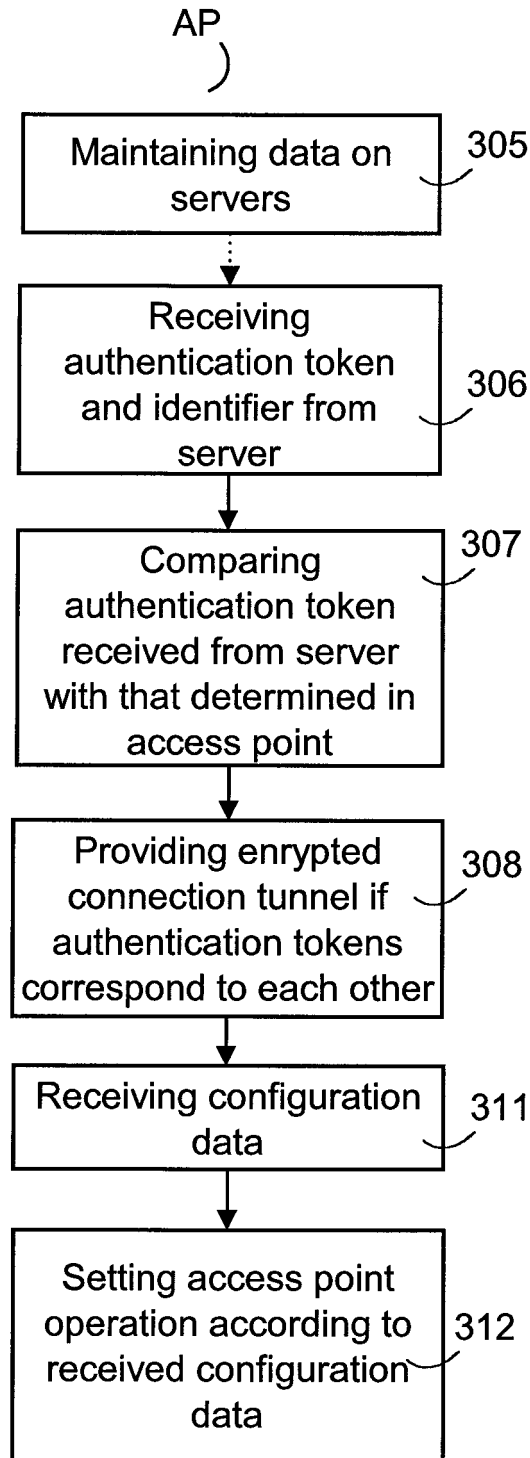 AP
Maintaining data on
servers
305
Receiving
authentication token
and identifier from
server
306
Comparing
authentication token
received from server
with that determined in
access point
307
Providing enrypted
connection tunnel if
authentication tokens
correspond to each other
308
Receiving configuration
data
311
Setting access point
operation according to
received configuration
data
312